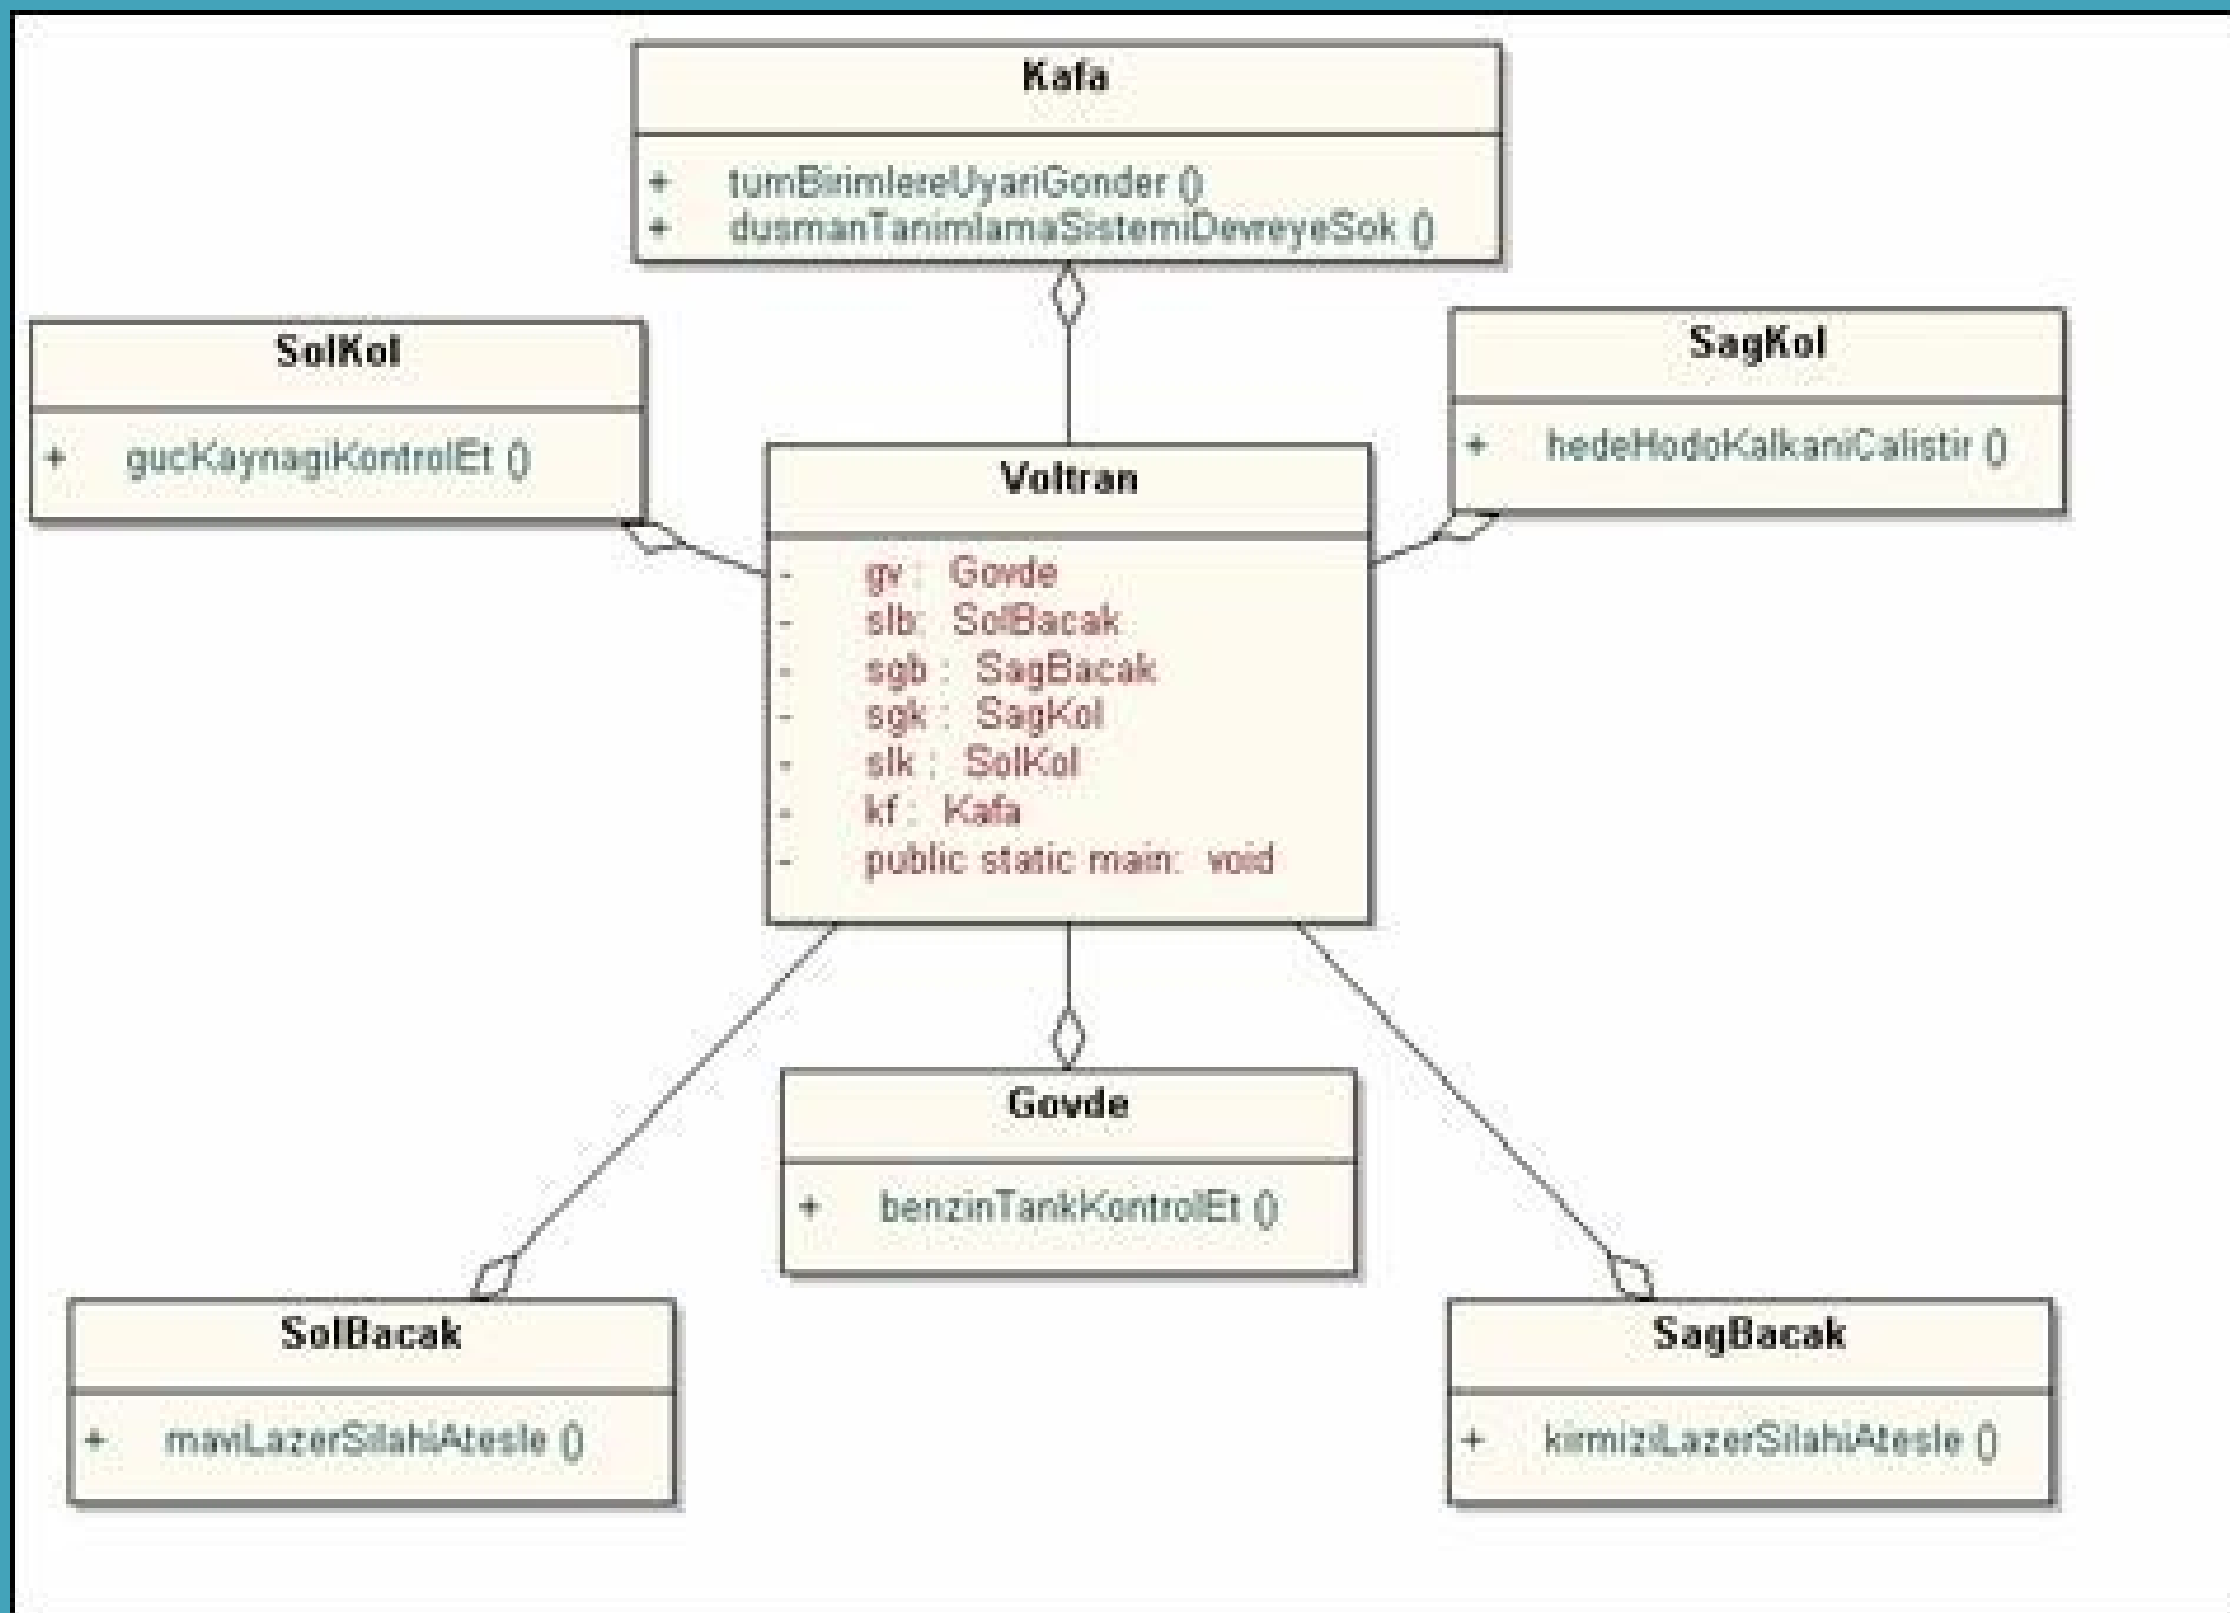 Kafa
+ tumBirimlereUyariGonder ()
+ dusmanTanimlamaSistemiDevreyeSok ()
SolKol
+ gucKaynagiKontrolEt ()
SagKol
+ hedeHodoKalkaniCalistir ()
Voltran
- gv : Govde
- slb: SolBacak
- sgb : SagBacak
- sgk : SagKol
- slk : SolKol
- kf : Kafa
- public static main: void
Govde
+ benzinTankKontrolEt ()
SolBacak
+ maviLazerSilahiAtesle ()
SagBacak
+ kirmiziLazerSilahiAtesle ()